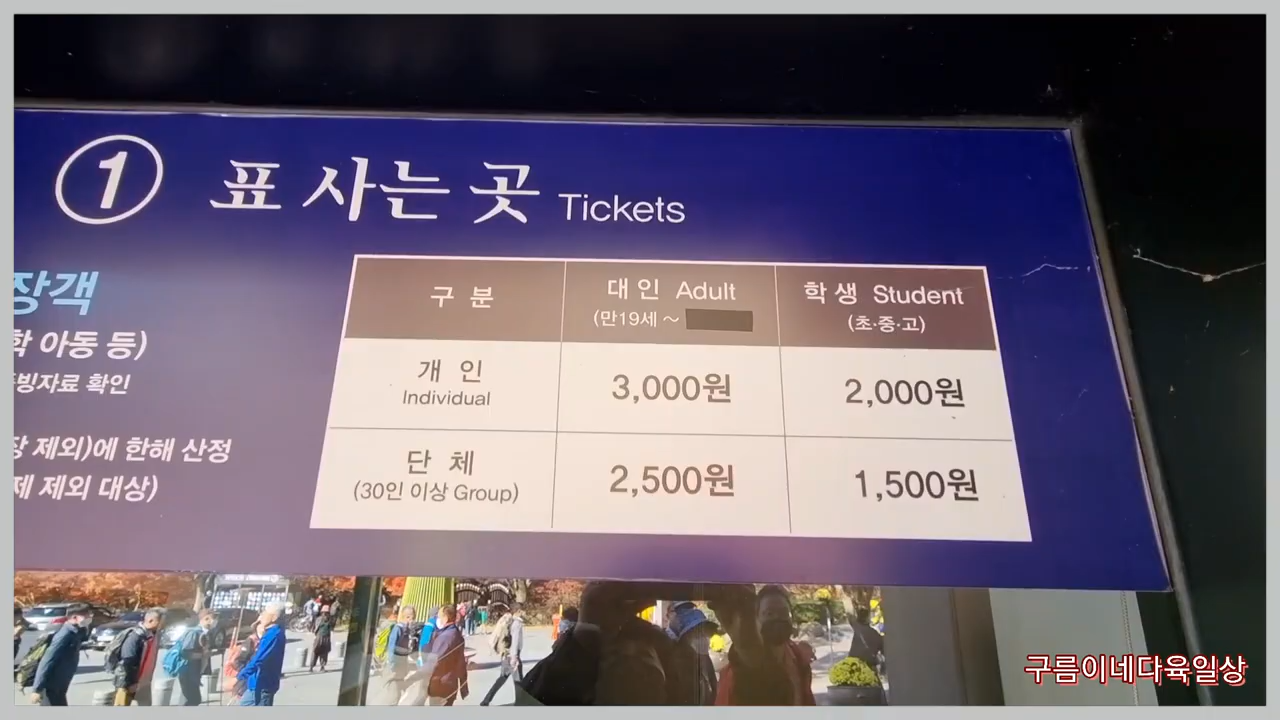 ① 표 사는 곳 Tickets
장객
학 아동 등)
빙자료 확인
장 제외)에 한해 산정
제 제외 대상)
구 분
대인 Adult
(만19세 ~
학생 Student
(초·중·고)
개 인
Individual
3,000원
2,000원
단 체
(30인 이상 Group)
2,500원
1,500원
구름이네다육일상